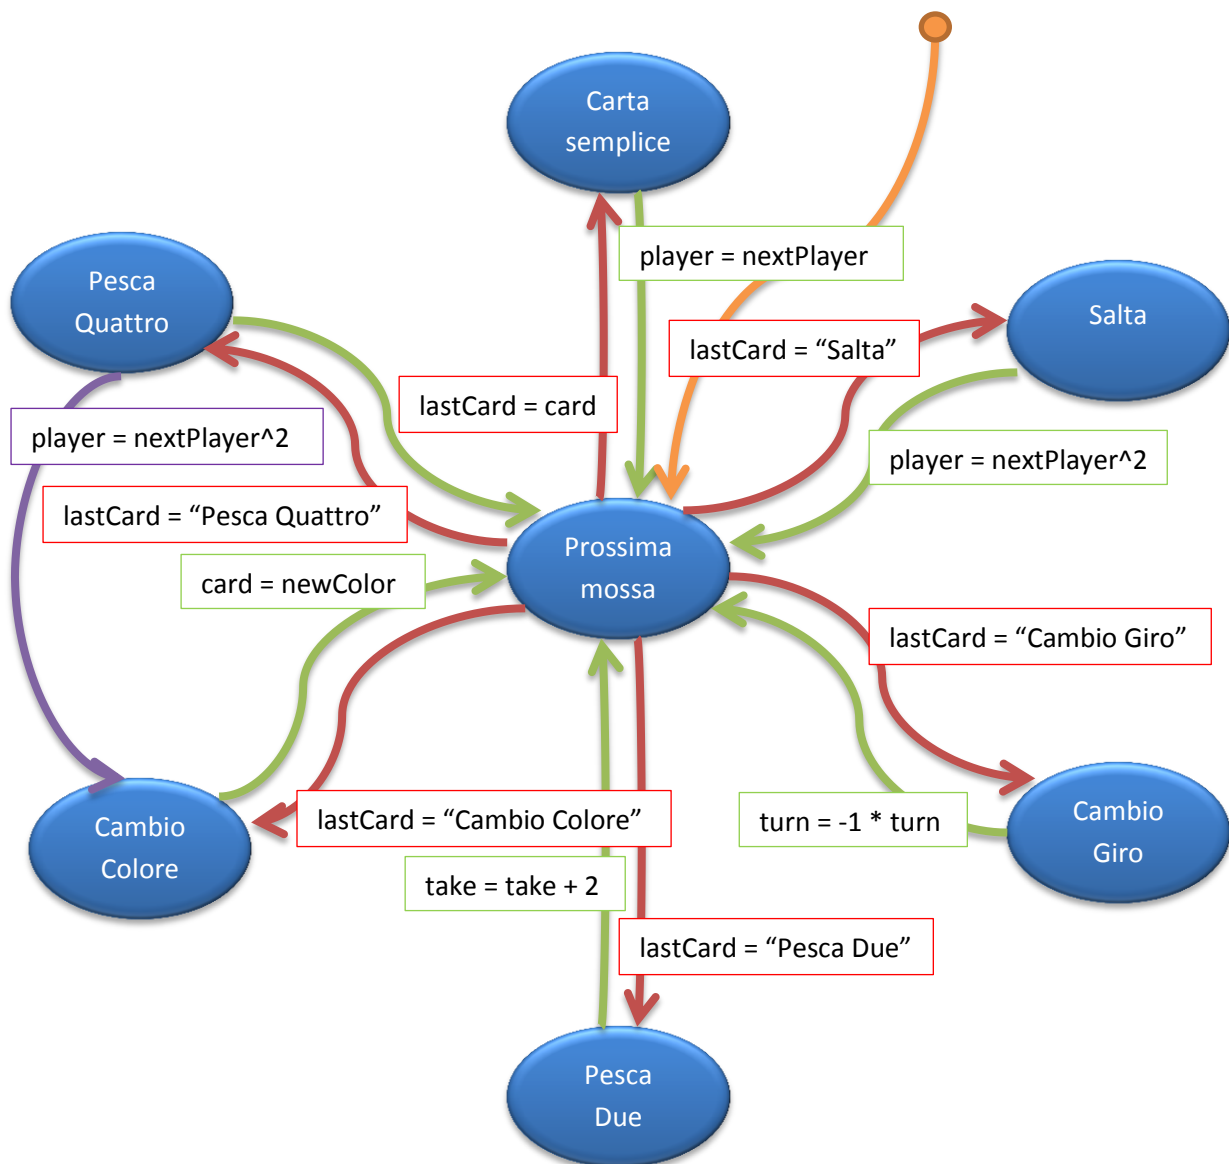 Carta
semplice
player = nextPlayer
Pesca
Quattro
Salta
lastCard = “Salta”
lastCard = card
player = nextPlayer^2
player = nextPlayer^2
lastCard = “Pesca Quattro”
Prossima
mossa
card = newColor
lastCard = “Cambio Giro”
lastCard = “Cambio Colore”
turn = -1 * turn
Cambio
Colore
Cambio
Giro
take = take + 2
lastCard = “Pesca Due”
Pesca
Due